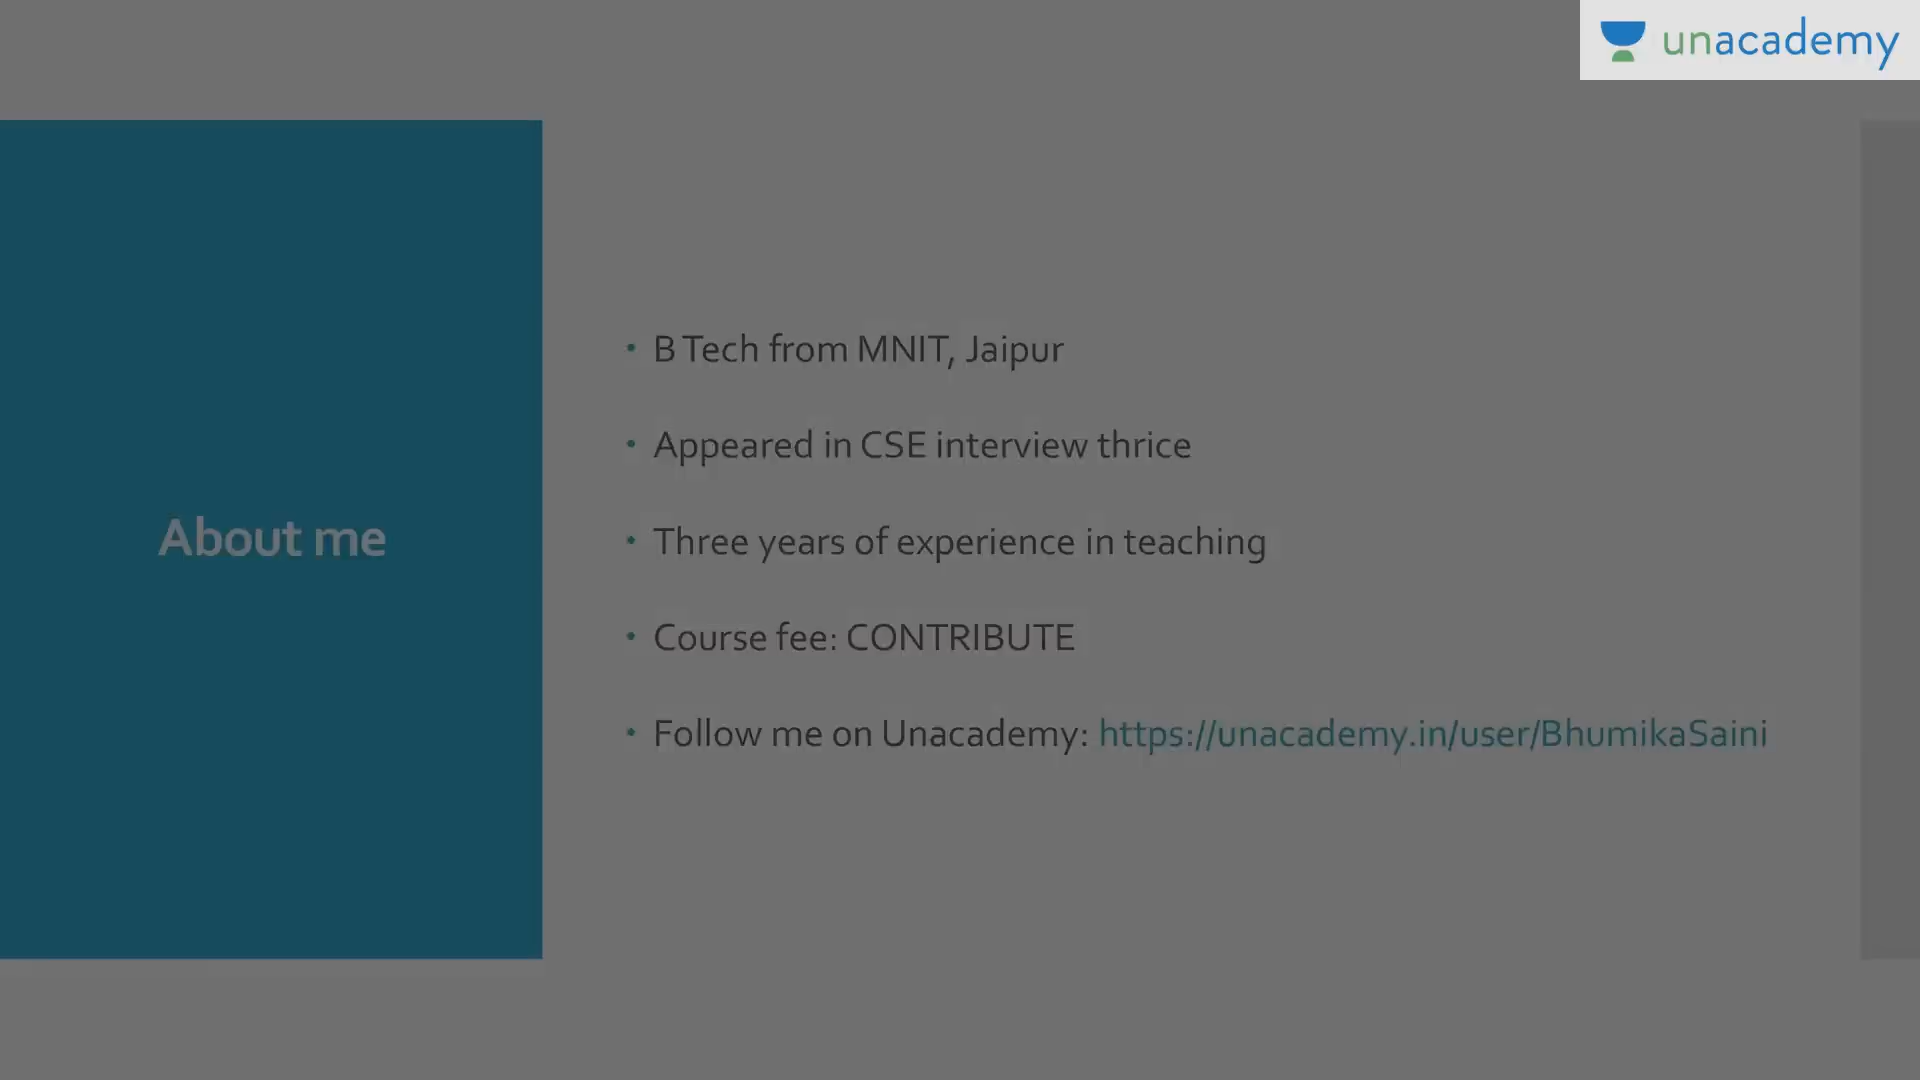 unacademy
About me
• B Tech from MNIT, Jaipur
• Appeared in CSE interview thrice
• Three years of experience in teaching
• Course fee: CONTRIBUTE
• Follow me on Unacademy: https://unacademy.in/user/BhumikaSaini